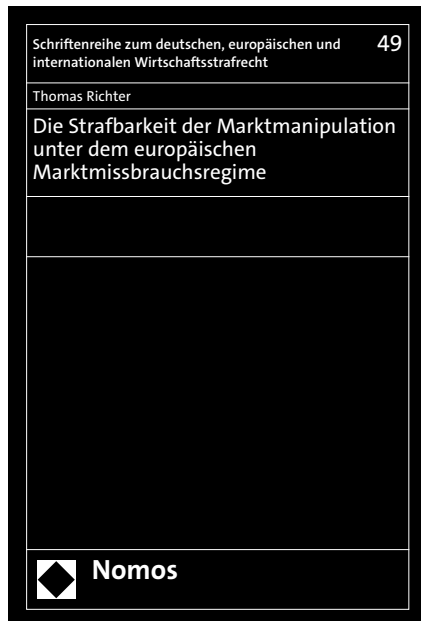 Schriftenreihe zum deutschen, europäischen und 49
internationalen Wirtschaftsstrafrecht
Thomas Richter
Die Strafbarkeit der Marktmanipulation
unter dem europäischen
Marktmissbrauchsregime
Nomos